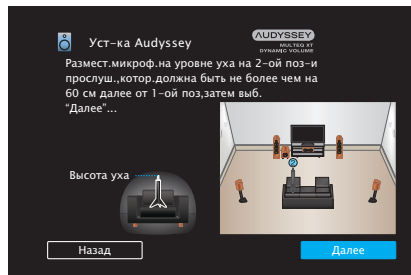 Уст-ка Audyssey
AUDYSSEY
MULTEQ XT
DYNAMIC VOLUME
Размест.микроф.на уровне уха на 2-ой поз-и
прослуш.,котор.должна быть не более чем на
60 см далее от 1-ой поз,затем выб.
“Далее”...
Высота уха
Назад
Далее